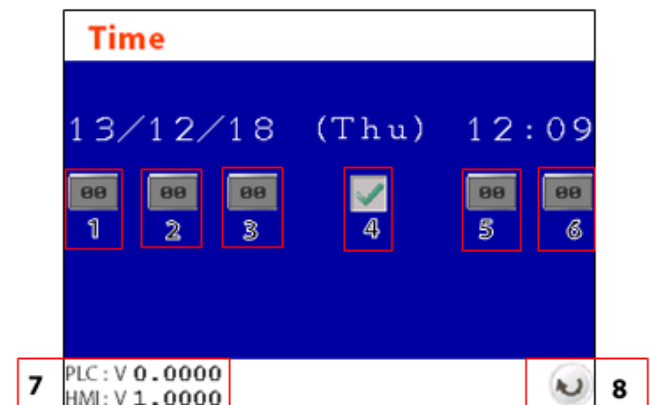 Time
13/12/18 (Thu) 12:09
00 00 00 00 00
1 2 3 4 5 6
7 PLC : V 0.0000 8
HMI : V 1.0000